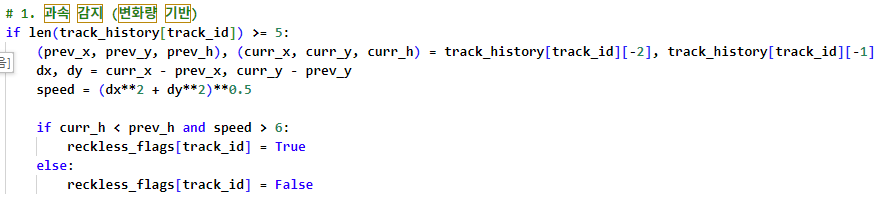 # 1. 과속 감지 (변화량 기반)
if len(track_history[track_id]) >= 5:
    (prev_x, prev_y, prev_h), (curr_x, curr_y, curr_h) = track_history[track_id][-2], track_history[track_id][-1]
음]
    dx, dy = curr_x - prev_x, curr_y - prev_y
    speed = (dx**2 + dy**2)**0.5
    if curr_h < prev_h and speed > 6:
        reckless_flags[track_id] = True
    else:
        reckless_flags[track_id] = False